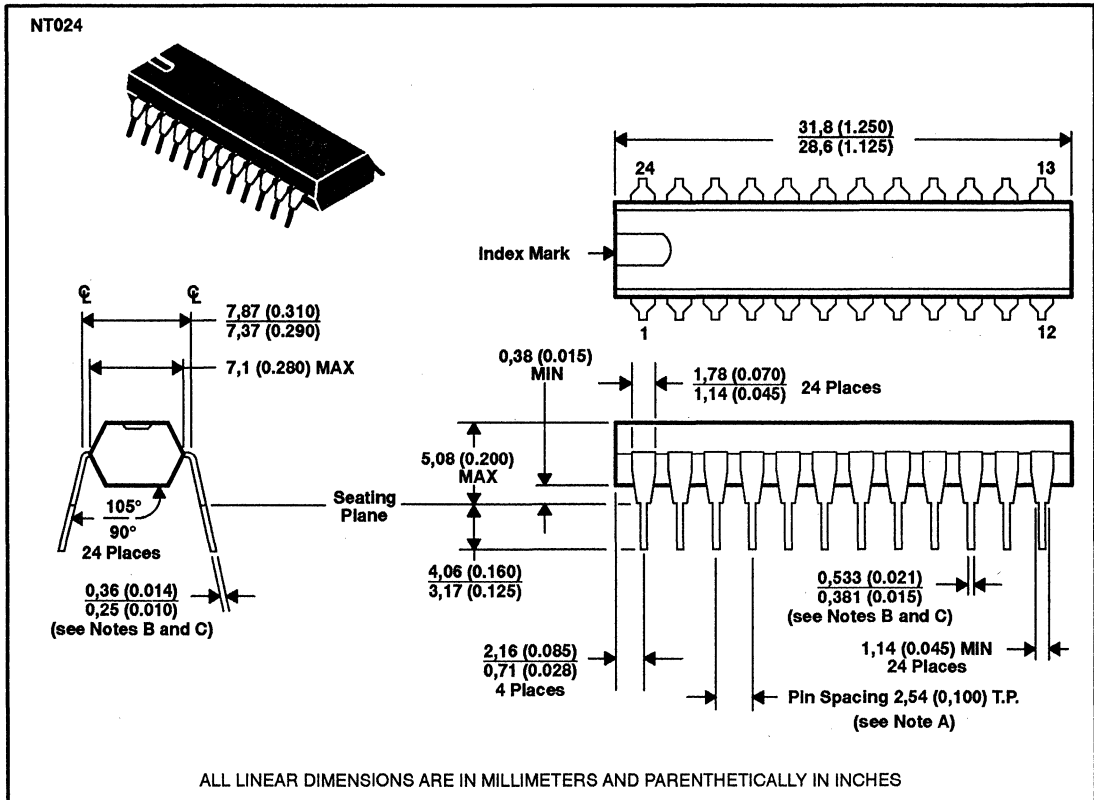 NT024
31,8 (1.250)
28,6 (1.125)
24
13
Index Mark
1
12
℄
℄
7,87 (0.310)
7,37 (0.290)
7,1 (0.280) MAX
0,38 (0.015)
MIN
1,78 (0.070)
1,14 (0.045)
24 Places
5,08 (0.200)
MAX
Seating
Plane
105°
90°
24 Places
0,36 (0.014)
0,25 (0.010)
(see Notes B and C)
4,06 (0.160)
3,17 (0.125)
0,533 (0.021)
0,381 (0.015)
(see Notes B and C)
2,16 (0.085)
0,71 (0.028)
4 Places
1,14 (0.045) MIN
24 Places
Pin Spacing 2,54 (0,100) T.P.
(see Note A)
ALL LINEAR DIMENSIONS ARE IN MILLIMETERS AND PARENTHETICALLY IN INCHES